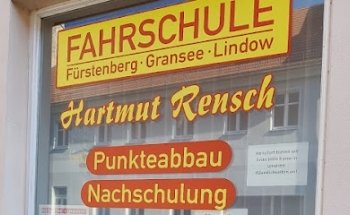 FAHRSCHULE
Fürstenberg · Gransee · Lindow
Hartmut Rensch
Punkteabbau
Nachschulung